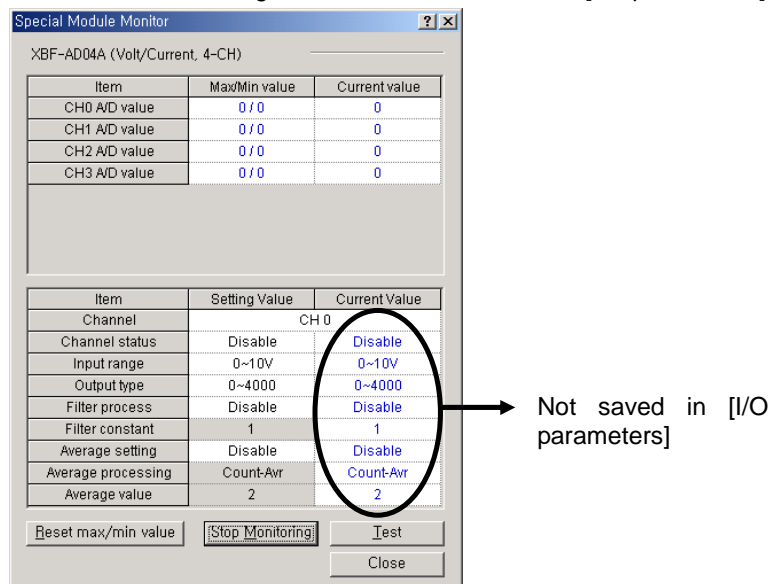 Special Module Monitor
XBF-AD04A (Volt/Current, 4-CH)
Item Max/Min value Current value
CH0 A/D value 0 / 0 0
CH1 A/D value 0 / 0 0
CH2 A/D value 0 / 0 0
CH3 A/D value 0 / 0 0
Item Setting Value Current Value
Channel CH 0
Channel status Disable Disable
Input range 0~10V 0~10V
Output type 0~4000 0~4000
Filter process Disable Disable
Filter constant 1 1
Average setting Disable Disable
Average processing Count-Avr Count-Avr
Average value 2 2
Reset max/min value Stop Monitoring Test
Close
Not saved in [I/O
parameters]